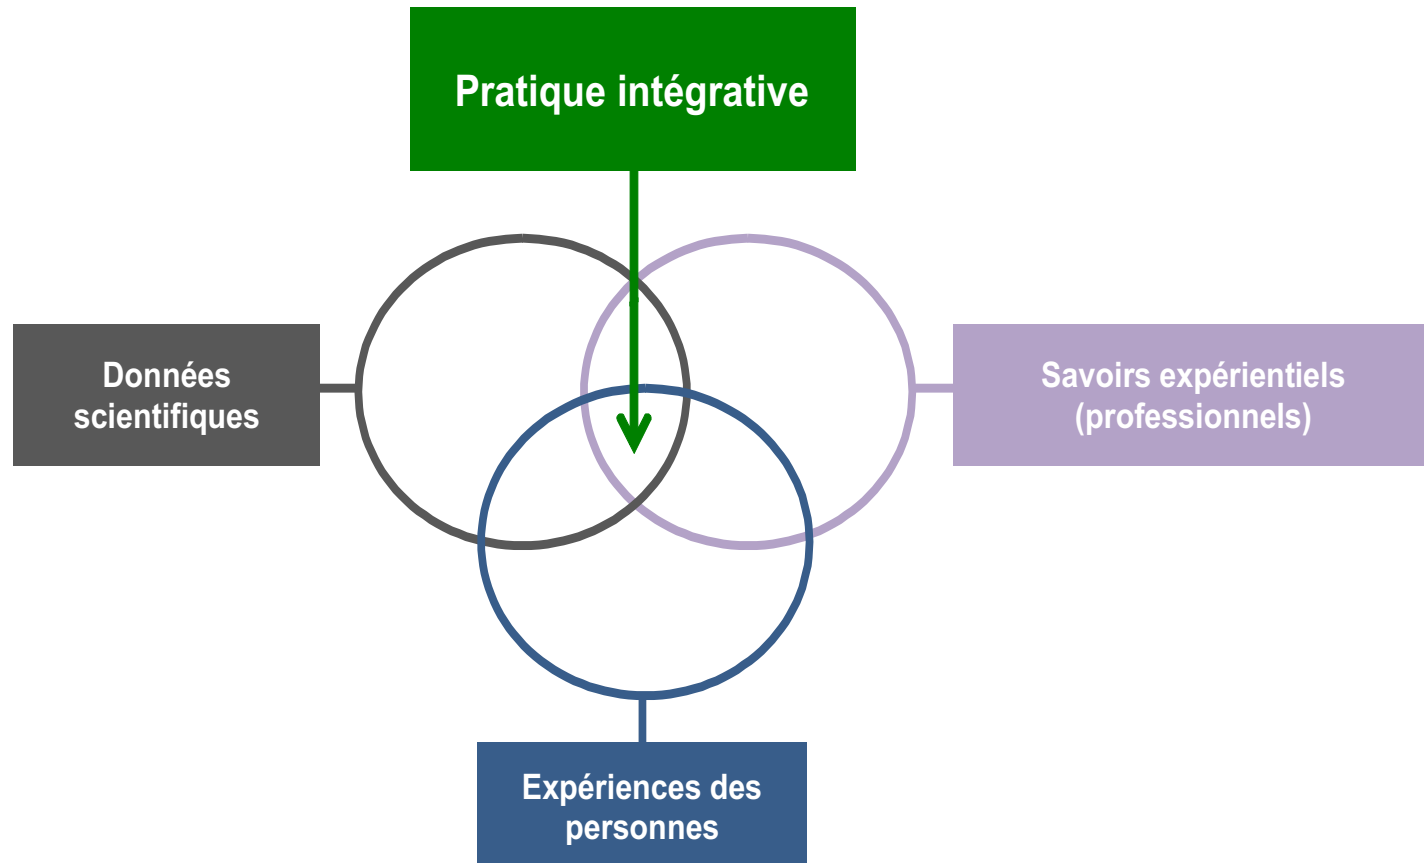 Pratique intégrative
Données
scientifiques
Savoirs expérientiels
(professionnels)
Expériences des
personnes